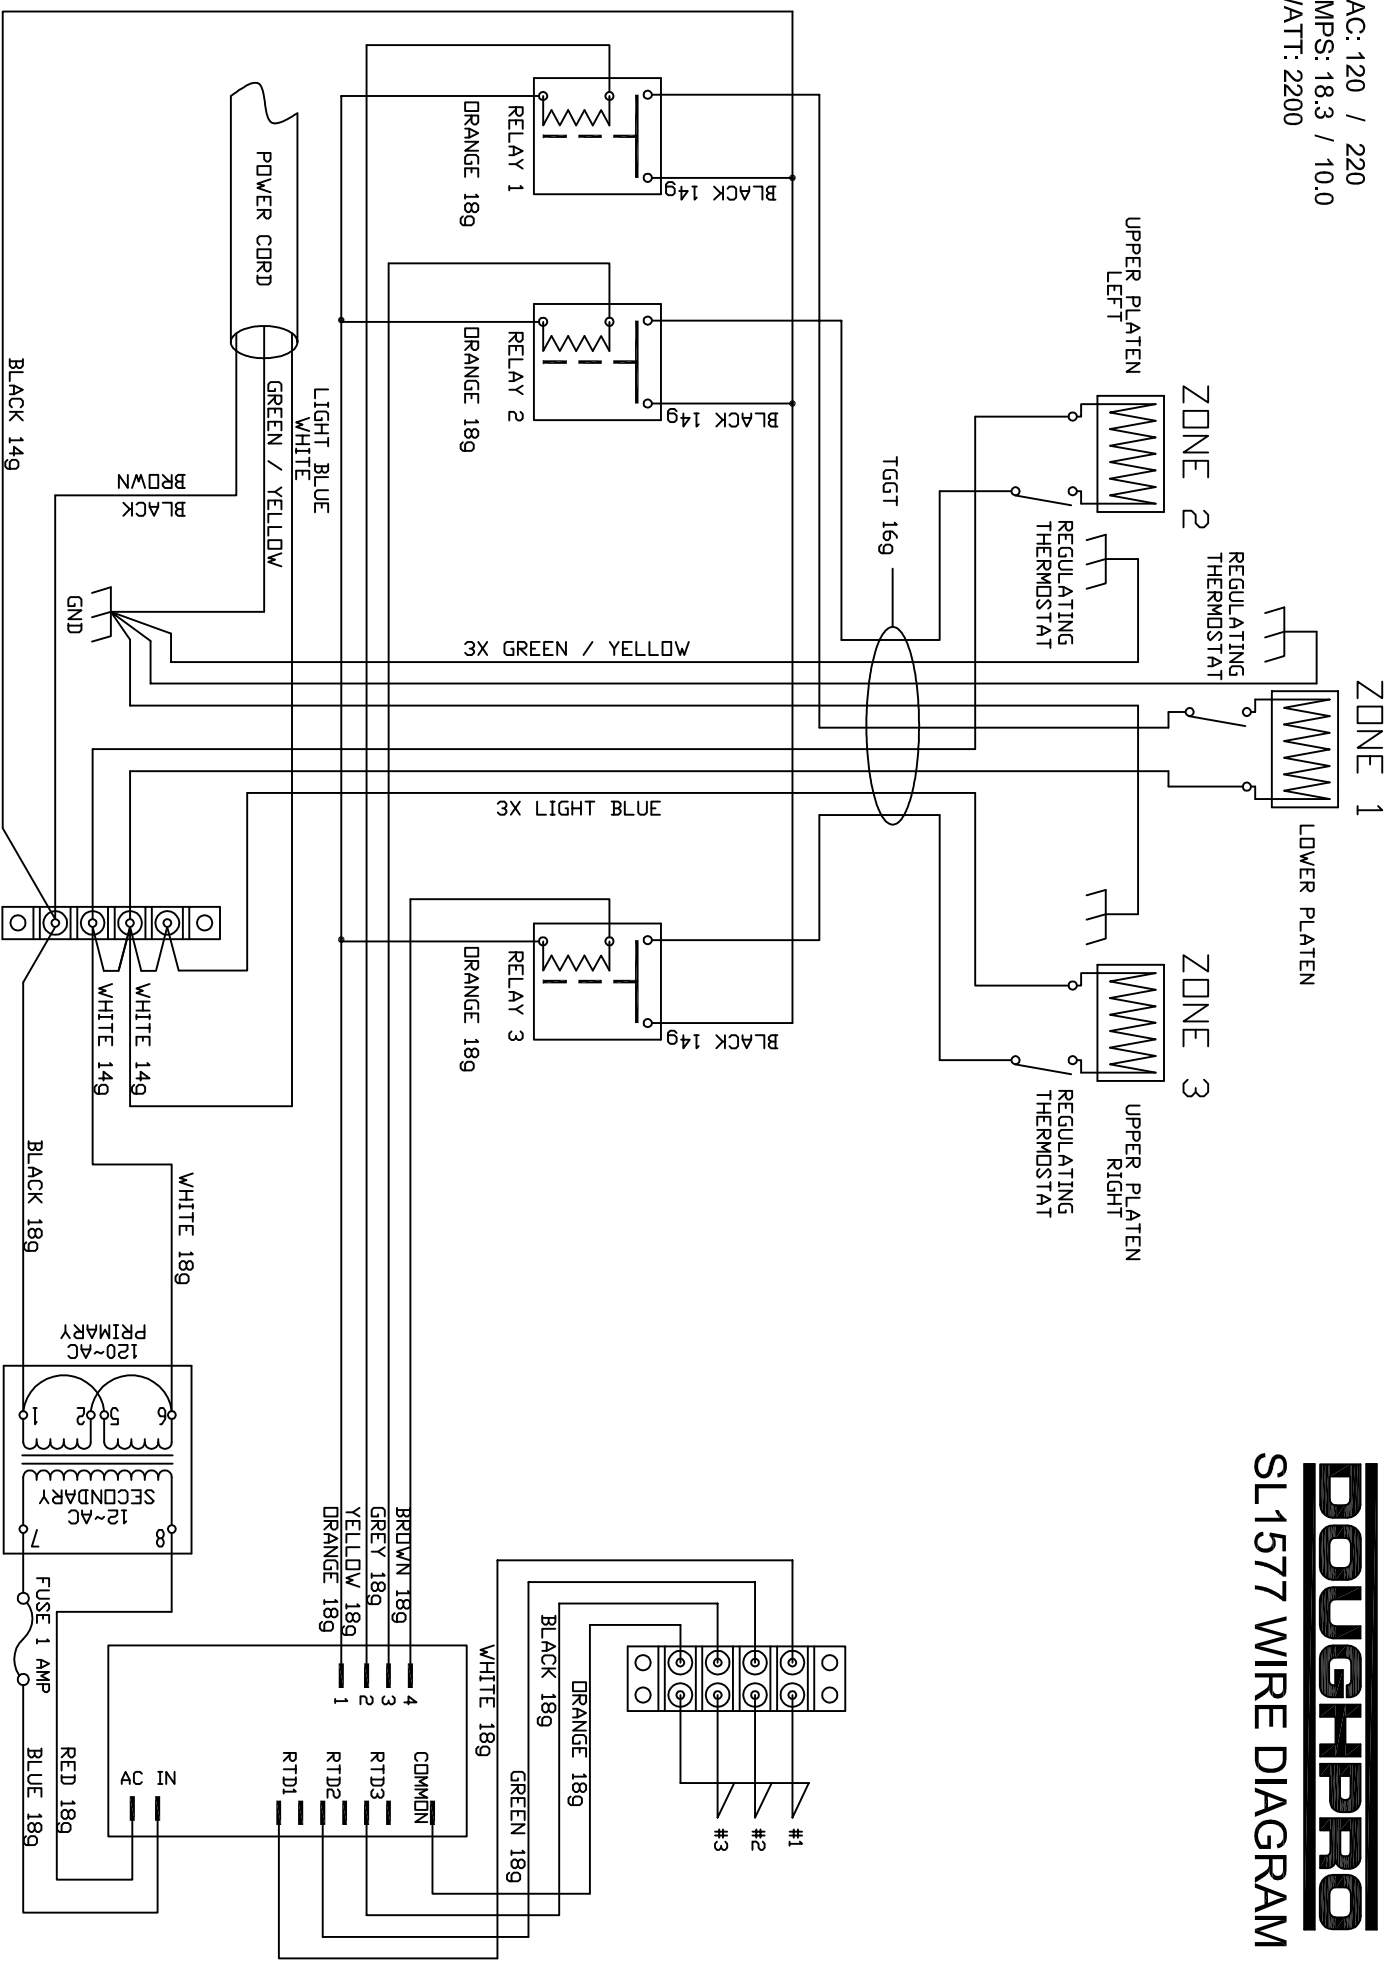 AC: 120 / 220
MPS: 18.3 / 10.0
ATT: 2200
DOUGHPRO
SL1577 WIRE DIAGRAM
ZONE 1
LOWER PLATEN
REGULATING
THERMOSTAT
ZONE 2
UPPER PLATEN
LEFT
REGULATING
THERMOSTAT
ZONE 3
UPPER PLATEN
RIGHT
REGULATING
THERMOSTAT
TGGT 16g
BLACK 14g
RELAY 1
ORANGE 18g
BLACK 14g
RELAY 2
ORANGE 18g
BLACK 14g
RELAY 3
ORANGE 18g
3X GREEN / YELLOW
3X LIGHT BLUE
POWER CORD
LIGHT BLUE
WHITE
GREEN / YELLOW
BROWN
BLACK
GND
BLACK 14g
WHITE 14g
WHITE 14g
WHITE 18g
BLACK 18g
120~AC
PRIMARY
1
2
5
6
SECONDARY
12~AC
7
8
FUSE 1 AMP
RED 18g
BLUE 18g
BROWN 18g
GREY 18g
YELLOW 18g
ORANGE 18g
4
3
2
1
COMMON
RTD3
RTD2
RTD1
AC IN
WHITE 18g
GREEN 18g
BLACK 18g
ORANGE 18g
#1
#2
#3